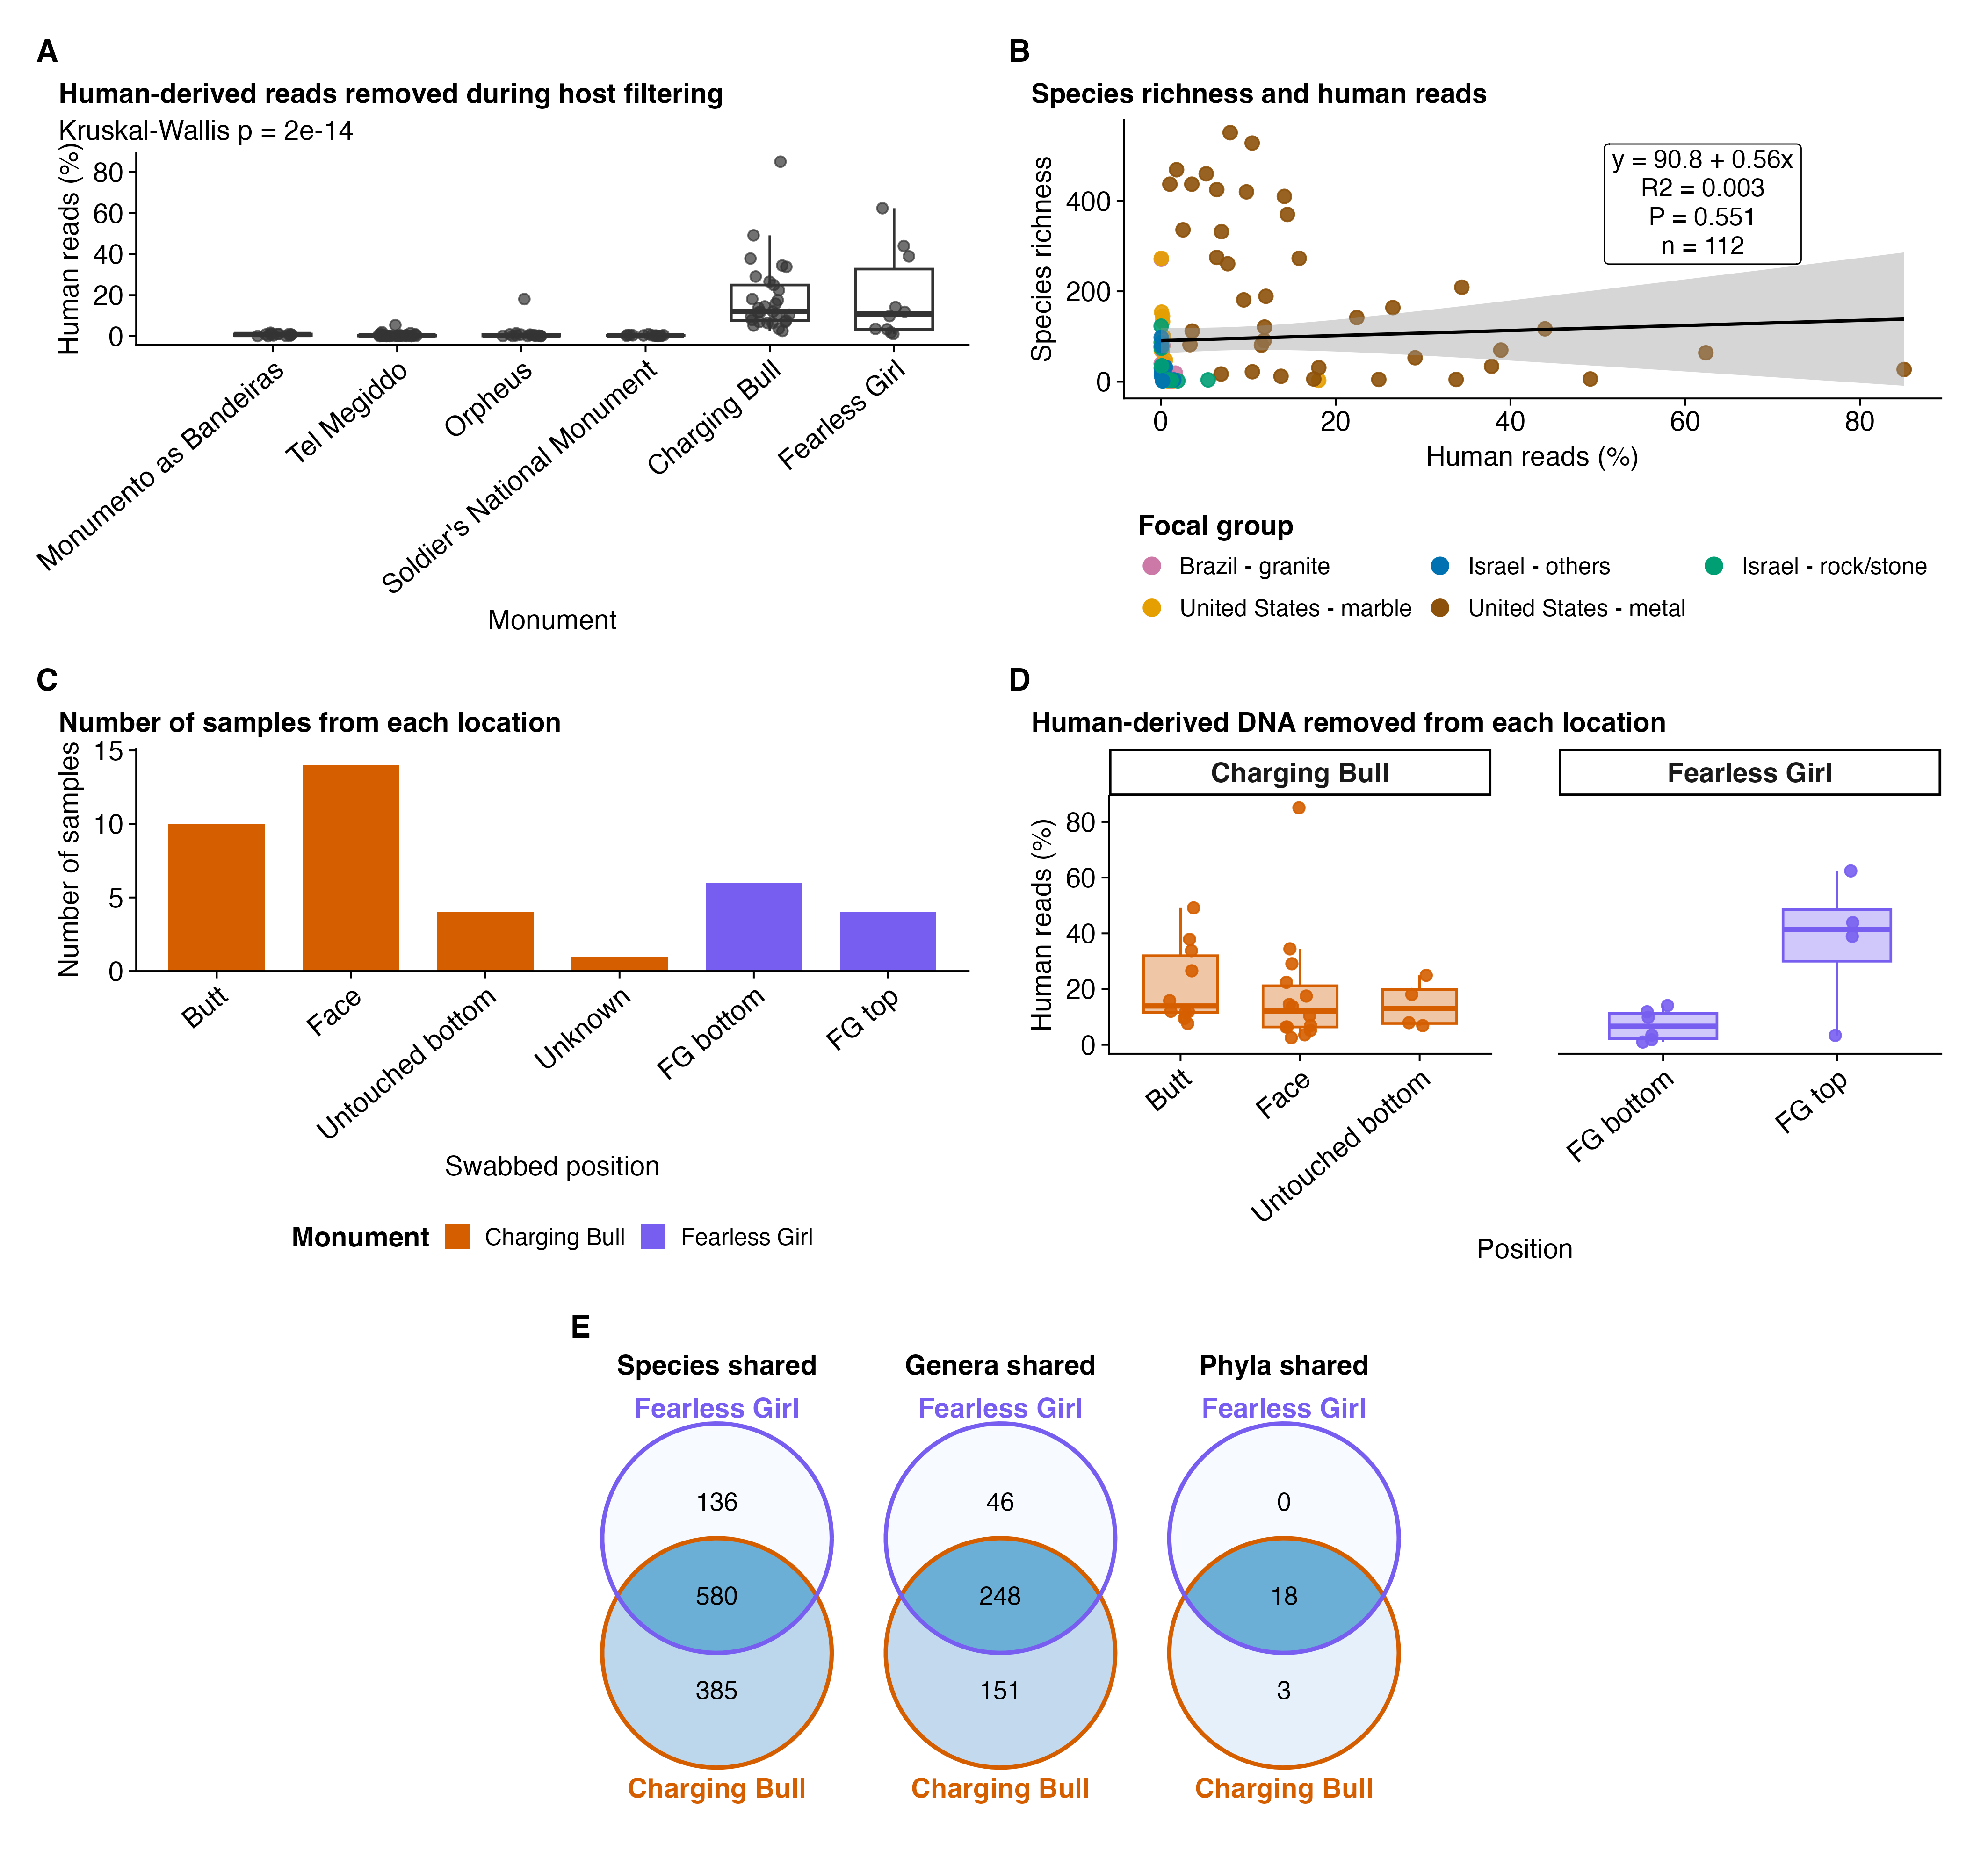 A
Human-derived reads removed during host filtering
Kruskal-Wallis p = 2e-14
Human reads (%)
80
60
40
20
0
Monumento as Bandeiras
Tel Megiddo
Orpheus
Soldier's National Monument
Charging Bull
Fearless Girl
Monument
B
Species richness and human reads
Species richness
400
200
0
y = 90.8 + 0.56x
R2 = 0.003
P = 0.551
n = 112
0
20
40
60
80
Human reads (%)
Focal group
Brazil - granite
Israel - others
Israel - rock/stone
United States - marble
United States - metal
C
Number of samples from each location
Number of samples
15
10
5
0
Butt
Face
Untouched bottom
Unknown
FG bottom
FG top
Swabbed position
Monument
Charging Bull
Fearless Girl
D
Human-derived DNA removed from each location
Charging Bull
Fearless Girl
Human reads (%)
80
60
40
20
0
Butt
Face
Untouched bottom
FG bottom
FG top
Position
E
Species shared
Fearless Girl
136
580
385
Charging Bull
Genera shared
Fearless Girl
46
248
151
Charging Bull
Phyla shared
Fearless Girl
0
18
3
Charging Bull